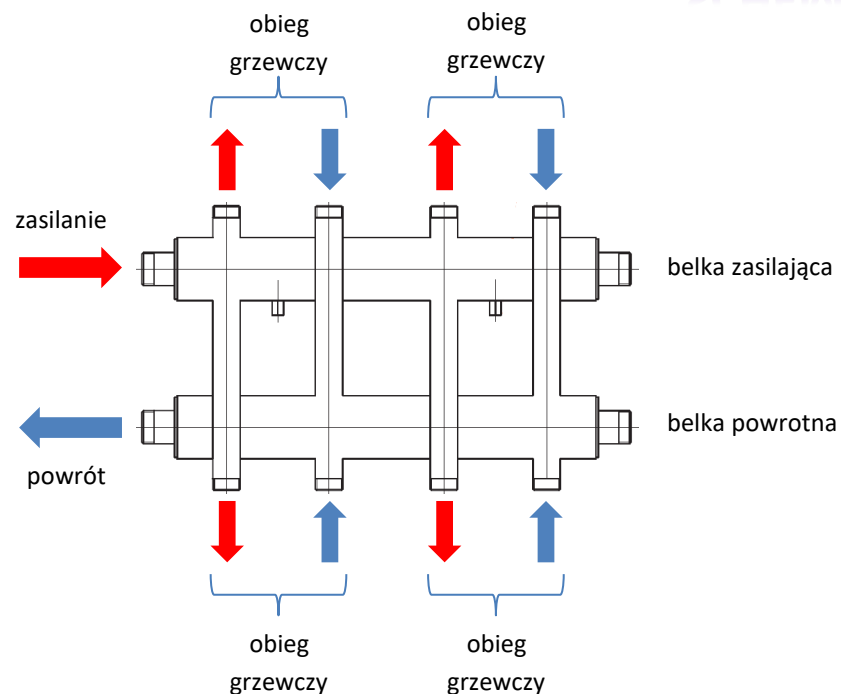 obieg
grzewczy
obieg
grzewczy
zasilanie
belka zasilająca
belka powrotna
powrót
obieg
grzewczy
obieg
grzewczy